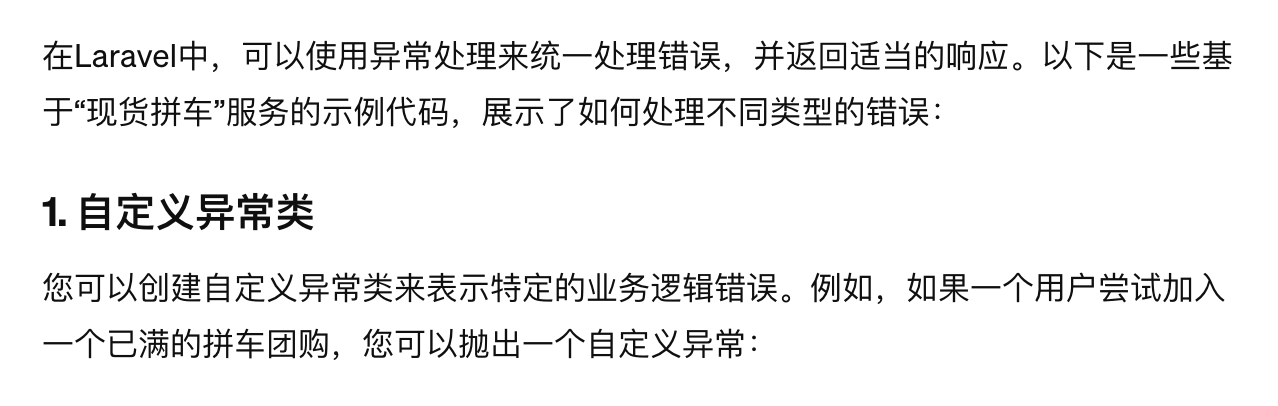 在Laravel中，可以使用异常处理来统一处理错误，并返回适当的响应。以下是一些基
于“现货拼车”服务的示例代码，展示了如何处理不同类型的错误：
1. 自定义异常类
您可以创建自定义异常类来表示特定的业务逻辑错误。例如，如果一个用户尝试加入
一个已满的拼车团购，您可以抛出一个自定义异常：